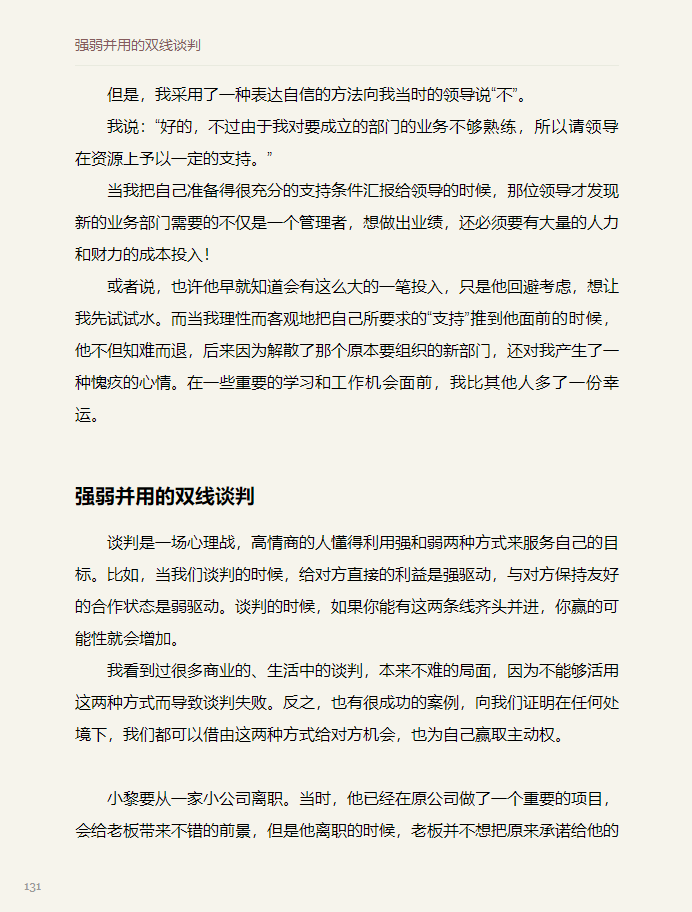 强弱并用的双线谈判
但是，我采用了一种表达自信的方法向我当时的领导说“不”。
我说：“好的，不过由于我对要成立的部门的业务不够熟练，所以请领导
在资源上予以一定的支持。”
当我把自己准备得很充分的支持条件汇报给领导的时候，那位领导才发现
新的业务部门需要的不仅是一个管理者，想做出业绩，还必须要有大量的人力
和财力的成本投入！
或者说，也许他早就知道会有这么大的一笔投入，只是他回避考虑，想让
我先试试水。而当我理性而客观地把自己所要求的“支持”推到他面前的时候，
他不但知难而退，后来因为解散了那个原本要组织的新部门，还对我产生了一
种愧疚的心情。在一些重要的学习和工作机会面前，我比其他人多了一份幸
运。
强弱并用的双线谈判
谈判是一场心理战，高情商的人懂得利用强和弱两种方式来服务自己的目
标。比如，当我们谈判的时候，给对方直接的利益是强驱动，与对方保持友好
的合作状态是弱驱动。谈判的时候，如果你能有这两条线齐头并进，你赢的可
能性就会增加。
我看到过很多商业的、生活中的谈判，本来不难的局面，因为不能够活用
这两种方式而导致谈判失败。反之，也有很成功的案例，向我们证明在任何处
境下，我们都可以借由这两种方式给对方机会，也为自己赢取主动权。
小黎要从一家小公司离职。当时，他已经在原公司做了一个重要的项目，
会给老板带来不错的前景，但是他离职的时候，老板并不想把原来承诺给他的
131